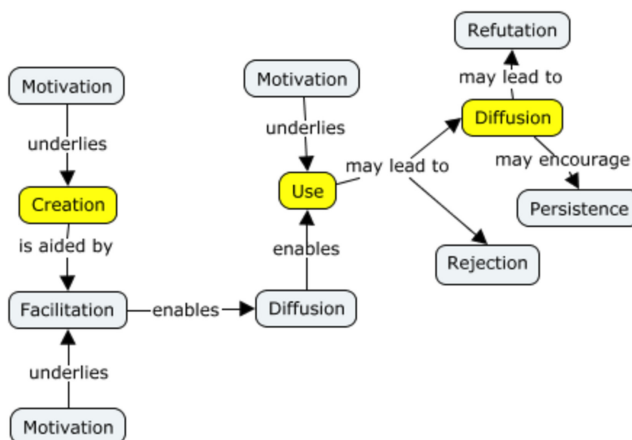 Refutation
may lead to
Motivation
Motivation
Diffusion
underlies
underlies
may lead to
may encourage
Creation
Use
Persistence
is aided by
enables
Rejection
Facilitation
enables
Diffusion
underlies
Motivation